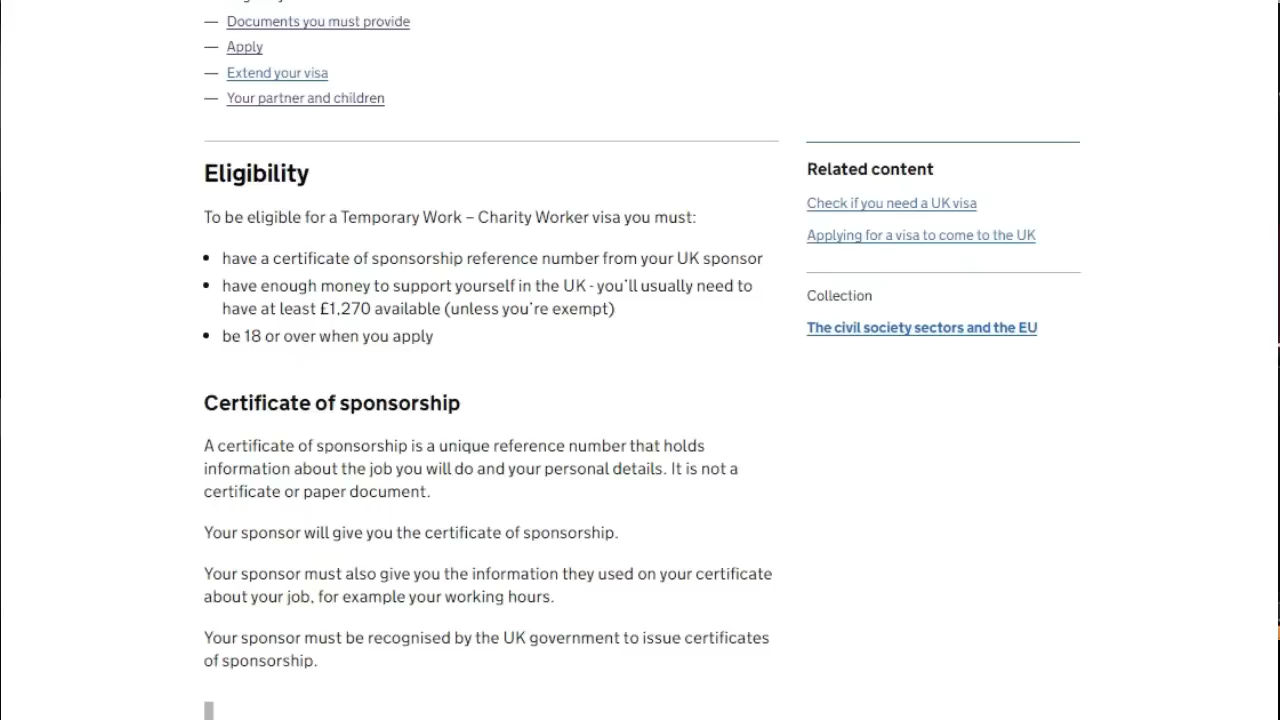 — Documents you must provide
— Apply
— Extend your visa
— Your partner and children
Eligibility
To be eligible for a Temporary Work – Charity Worker visa you must:
• have a certificate of sponsorship reference number from your UK sponsor
• have enough money to support yourself in the UK - you'll usually need to
have at least £1,270 available (unless you're exempt)
• be 18 or over when you apply
Certificate of sponsorship
A certificate of sponsorship is a unique reference number that holds
information about the job you will do and your personal details. It is not a
certificate or paper document.
Your sponsor will give you the certificate of sponsorship.
Your sponsor must also give you the information they used on your certificate
about your job, for example your working hours.
Your sponsor must be recognised by the UK government to issue certificates
of sponsorship.
Related content
Check if you need a UK visa
Applying for a visa to come to the UK
Collection
The civil society sectors and the EU